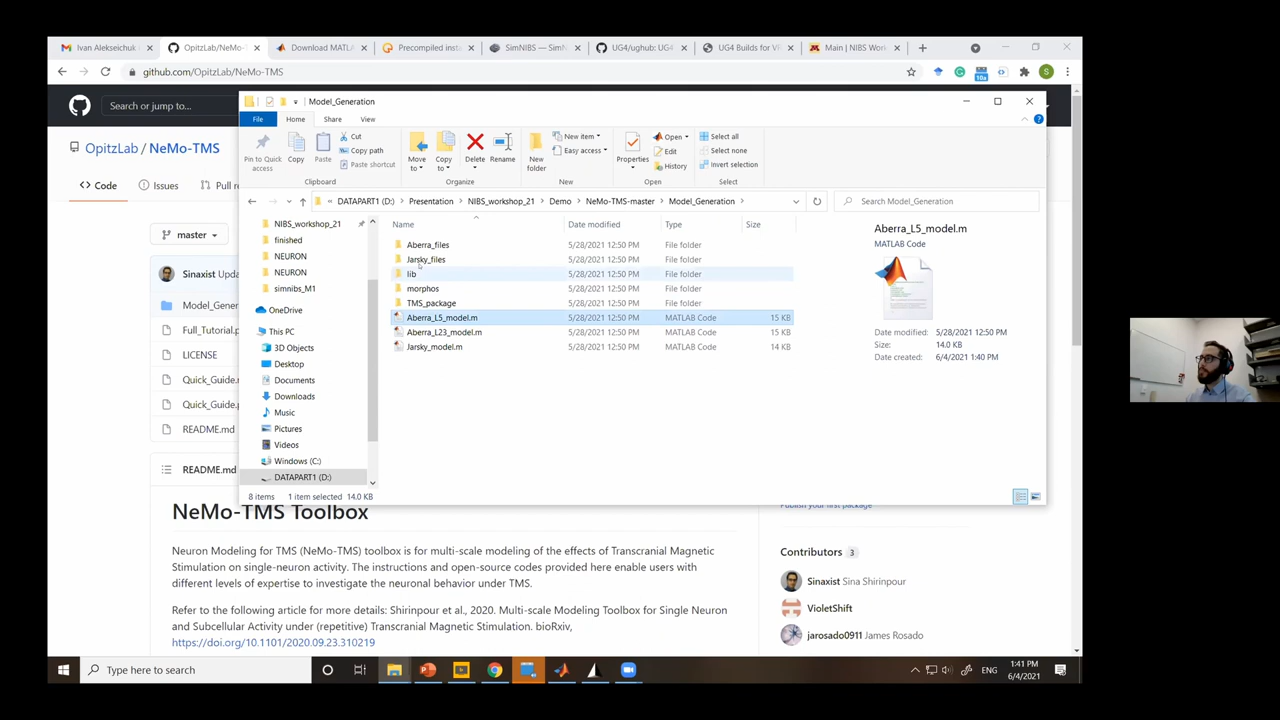 Ivan Alekseichuk
OpitzLab/NeMo-T
Download MATLA
Precompiled inst
SimNIBS — SimN
UG4/ughub: UG4
UG4 Builds for VR
Main | NIBS Work
github.com/OpitzLab/NeMo-TMS
Search or jump to...
Model_Generation
File
Home
Share
View
Pin to Quick access
Copy
Paste
Cut
Copy path
Paste shortcut
Clipboard
Move to
Copy to
Delete
Rename
Organize
New folder
New item
Easy access
New
Properties
Open
Edit
History
Open
Select all
Select none
Invert selection
Select
OpitzLab / NeMo-TMS
<> Code
Issues
Pull re
« DATAPART1 (D:) > Presentation > NIBS_workshop_21 > Demo > NeMo-TMS-master > Model_Generation >
Search Model_Generation
Name
Date modified
Type
Size
Aberra_files 5/28/2021 12:50 PM File folder
Jarsky_files 5/28/2021 12:50 PM File folder
lib 5/28/2021 12:50 PM File folder
morphos 5/28/2021 12:50 PM File folder
TMS_package 5/28/2021 12:50 PM File folder
Aberra_L5_model.m 5/28/2021 12:50 PM MATLAB Code 15 KB
Aberra_L23_model.m 5/28/2021 12:50 PM MATLAB Code 15 KB
Jarsky_model.m 5/28/2021 12:50 PM MATLAB Code 14 KB
NIBS_workshop_21
finished
NEURON
NEURON
simnibs_M1
OneDrive
This PC
3D Objects
Desktop
Documents
Downloads
Music
Pictures
Videos
Windows (C:)
DATAPART1 (D:)
8 items 1 item selected 14.0 KB
Aberra_L5_model.m
MATLAB Code
Date modified: 5/28/2021 12:50 PM
Size: 14.0 KB
Date created: 6/4/2021 1:40 PM
master
Sinaxist Upda
Model_Gener
Full_Tutorial.p
LICENSE
Quick_Guide.
Quick_Guide.p
README.md
README.md
NeMo-TMS Toolbox
Neuron Modeling for TMS (NeMo-TMS) toolbox is for multi-scale modeling of the effects of Transcranial Magnetic
Stimulation on single-neuron activity. The instructions and open-source codes provided here enable users with
different levels of expertise to investigate the neuronal behavior under TMS.
Refer to the following article for more details: Shirinpour et al., 2020. Multi-scale Modeling Toolbox for Single Neuron
and Subcellular Activity under (repetitive) Transcranial Magnetic Stimulation. bioRxiv,
https://doi.org/10.1101/2020.09.23.310219
Publish your first package
Contributors 3
Sinaxist Sina Shirinpour
VioletShift
jarosado0911 James Rosado
Type here to search
ENG
1:41 PM
6/4/2021